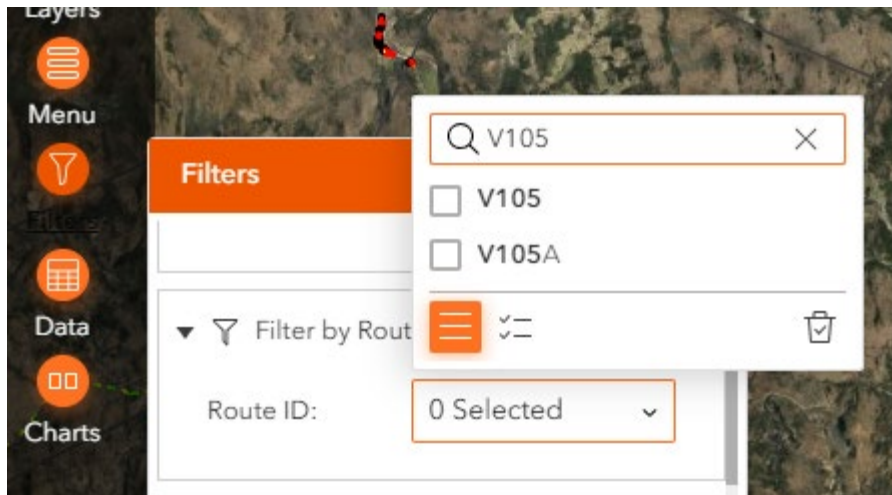 Layers
Menu
Filters
Data
Charts
Filters
Filter by Rout
Route ID:
0 Selected
V105
V105
V105A